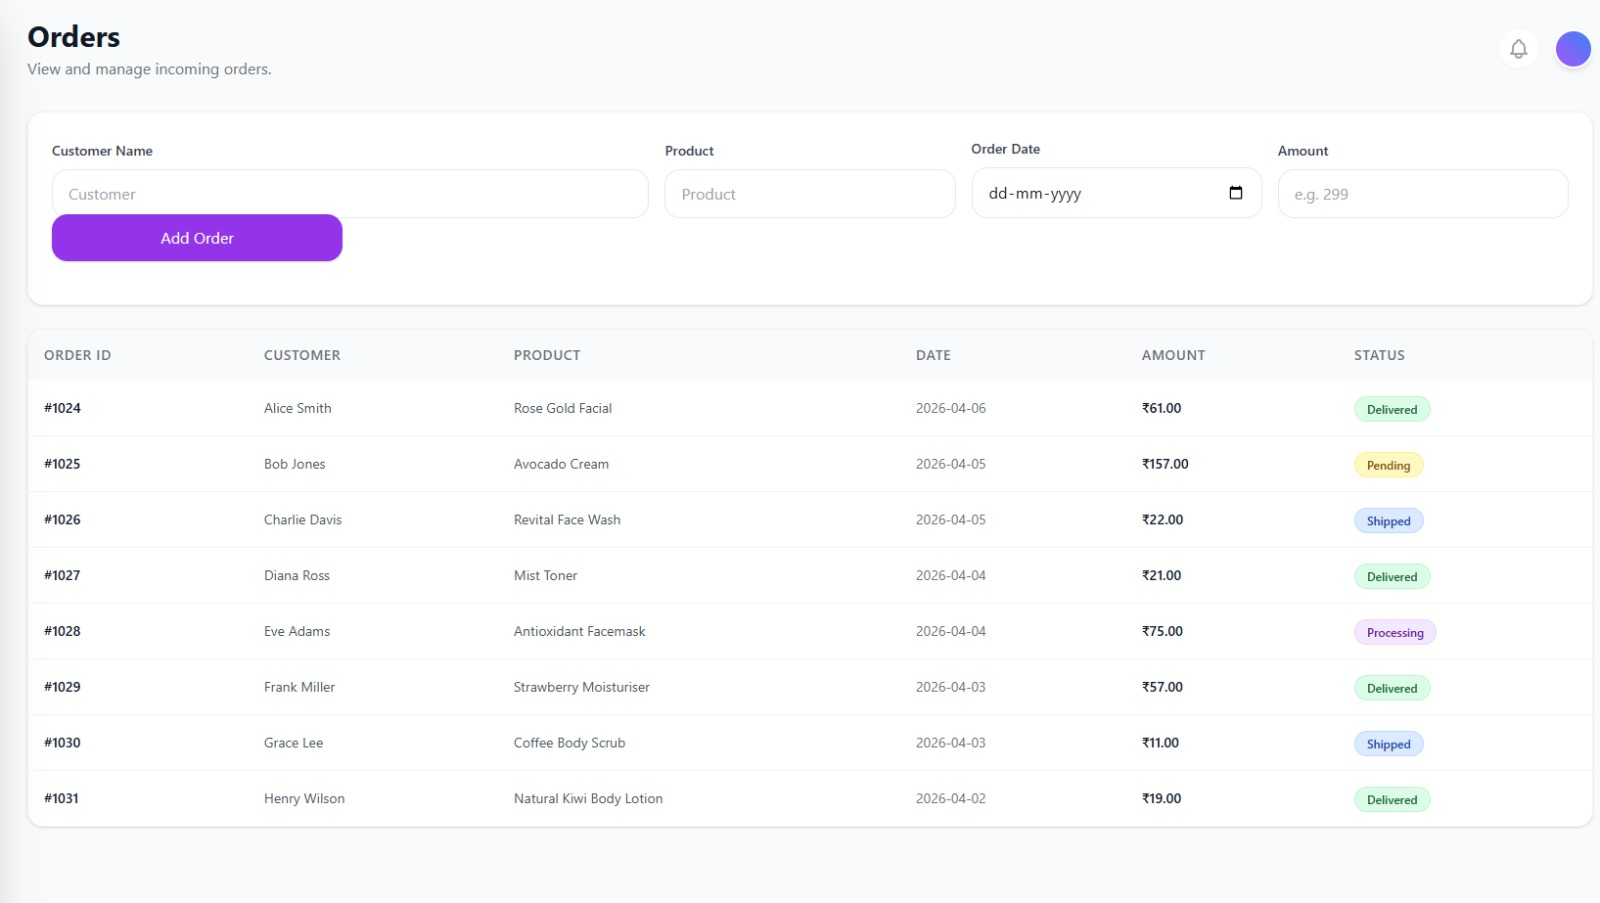 Orders
View and manage incoming orders.
Customer Name Product Order Date Amount
Customer Product dd-mm-yyyy e.g. 299
Add Order
ORDER ID CUSTOMER PRODUCT DATE AMOUNT STATUS
#1024 Alice Smith Rose Gold Facial 2026-04-06 ₹61.00 Delivered
#1025 Bob Jones Avocado Cream 2026-04-05 ₹157.00 Pending
#1026 Charlie Davis Revital Face Wash 2026-04-05 ₹22.00 Shipped
#1027 Diana Ross Mist Toner 2026-04-04 ₹21.00 Delivered
#1028 Eve Adams Antioxidant Facemask 2026-04-04 ₹75.00 Processing
#1029 Frank Miller Strawberry Moisturiser 2026-04-03 ₹57.00 Delivered
#1030 Grace Lee Coffee Body Scrub 2026-04-03 ₹11.00 Shipped
#1031 Henry Wilson Natural Kiwi Body Lotion 2026-04-02 ₹19.00 Delivered